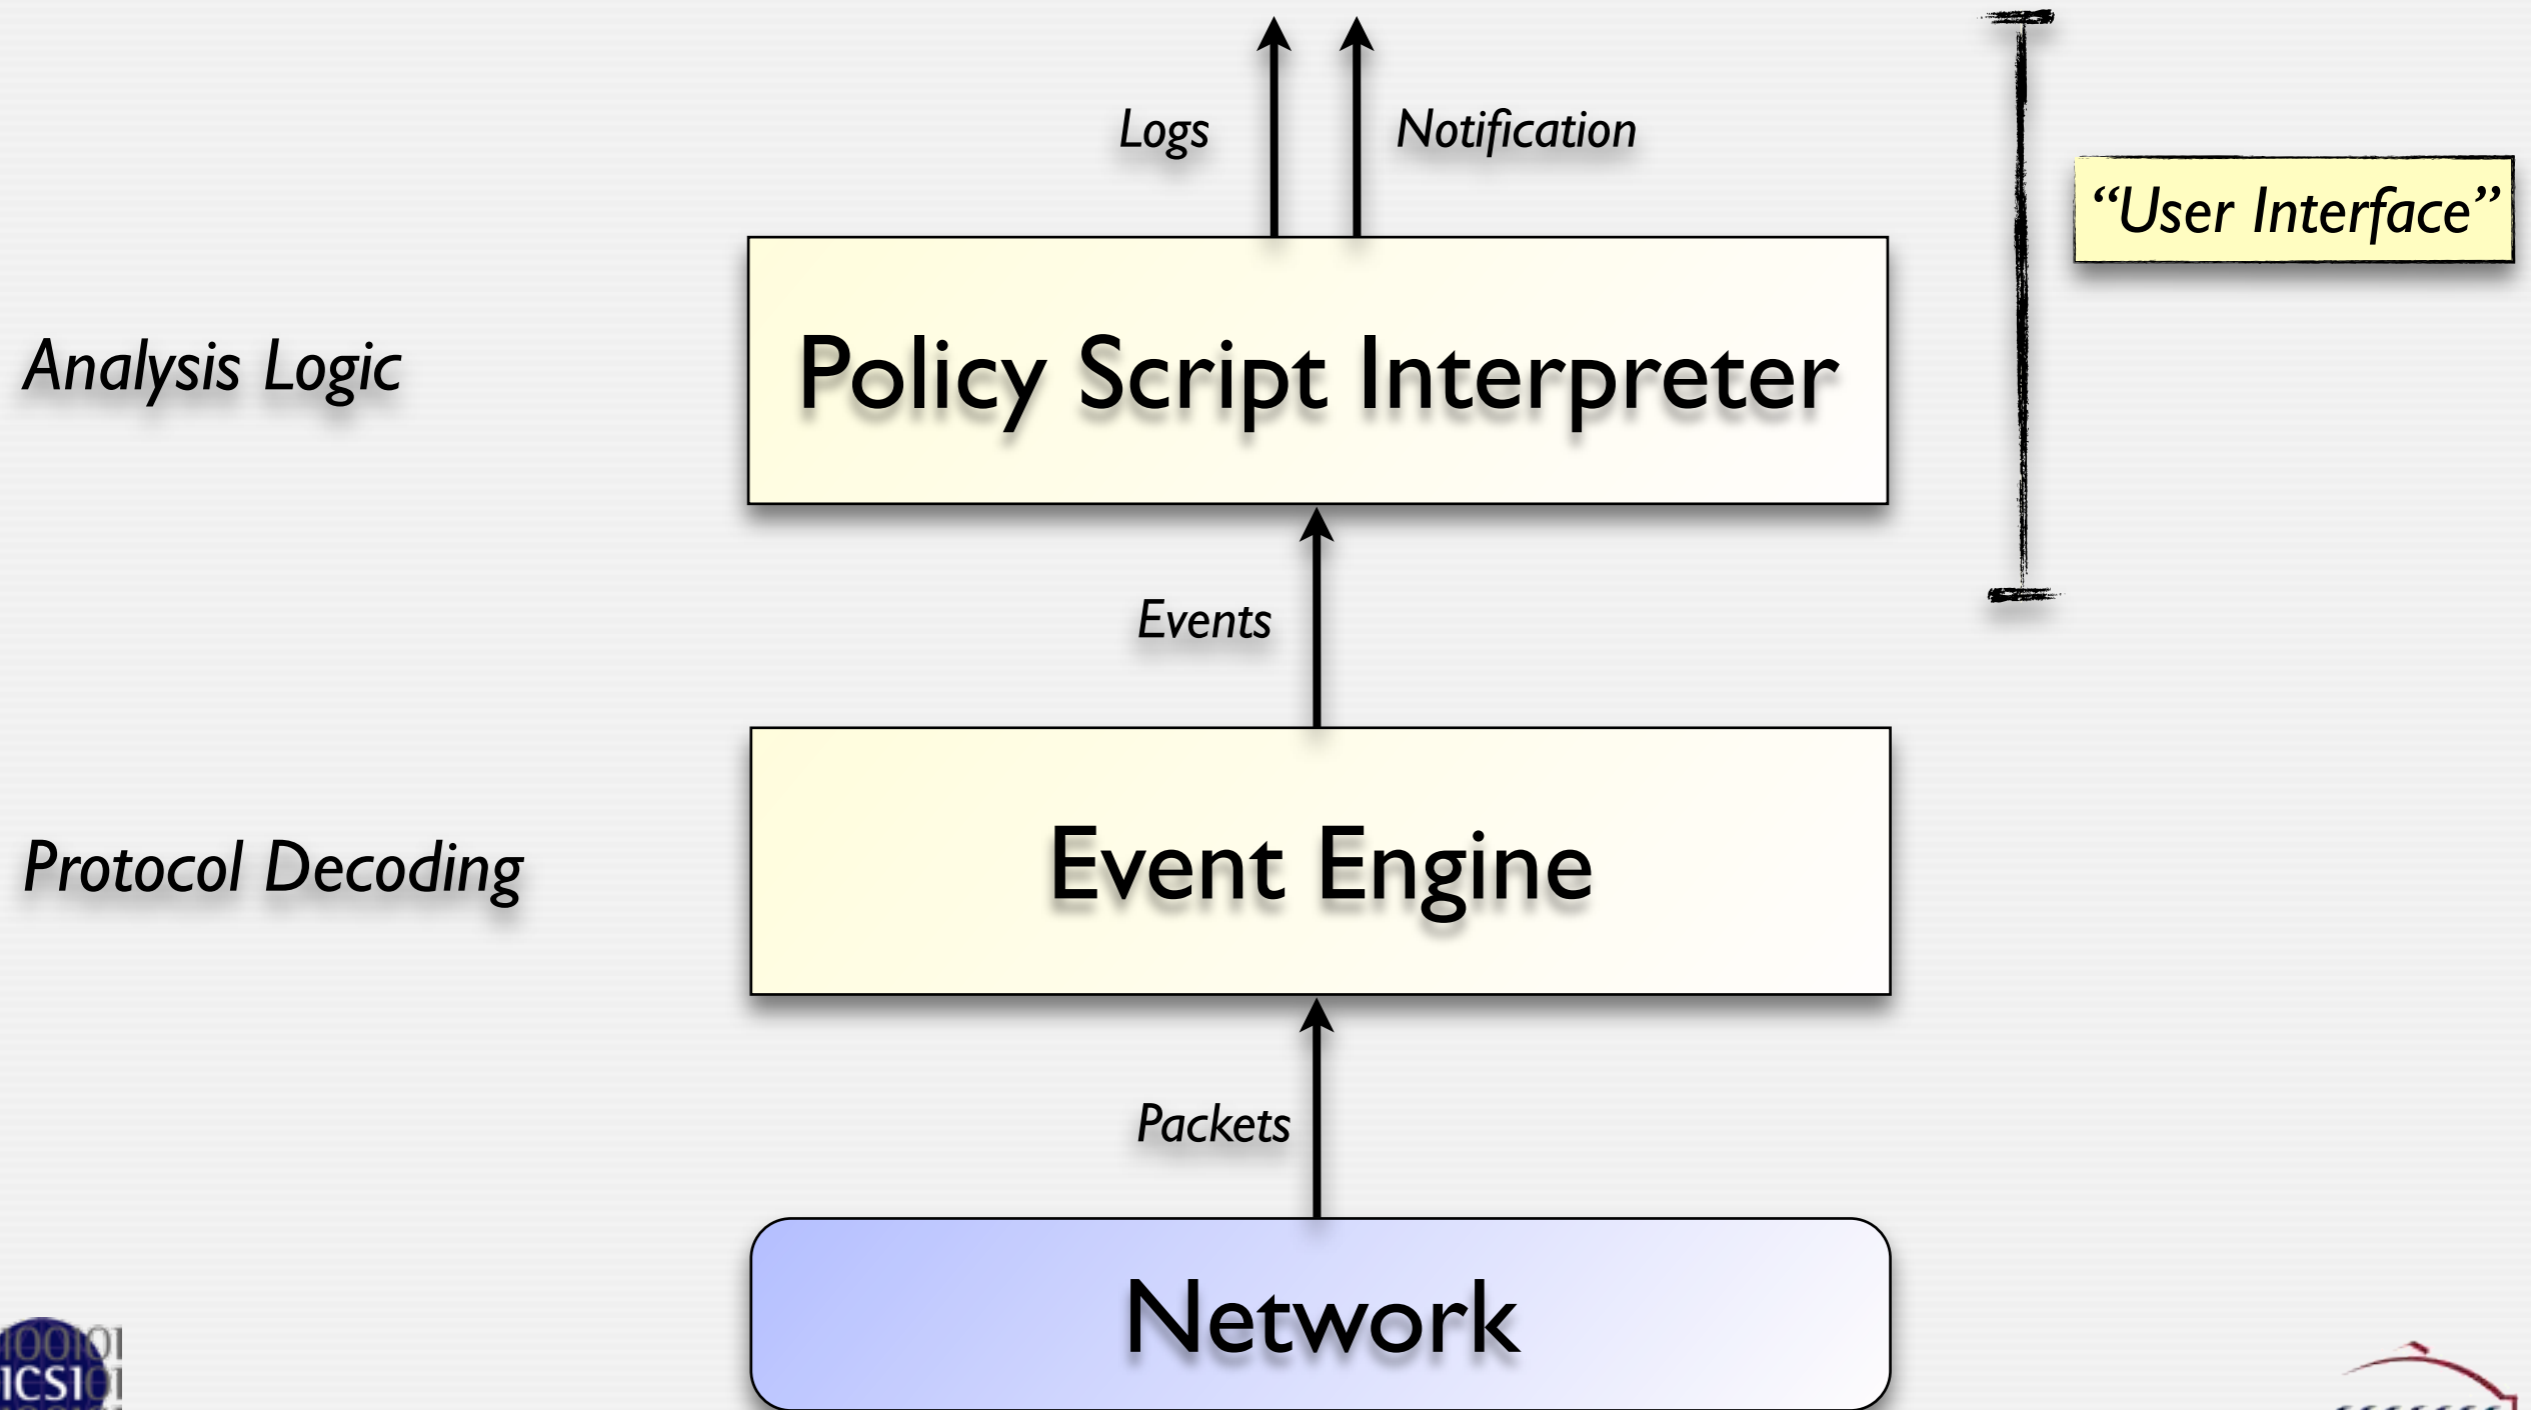 Logs
Notification
“User Interface”
Analysis Logic
Policy Script Interpreter
Events
Protocol Decoding
Event Engine
Packets
Network
ICSI